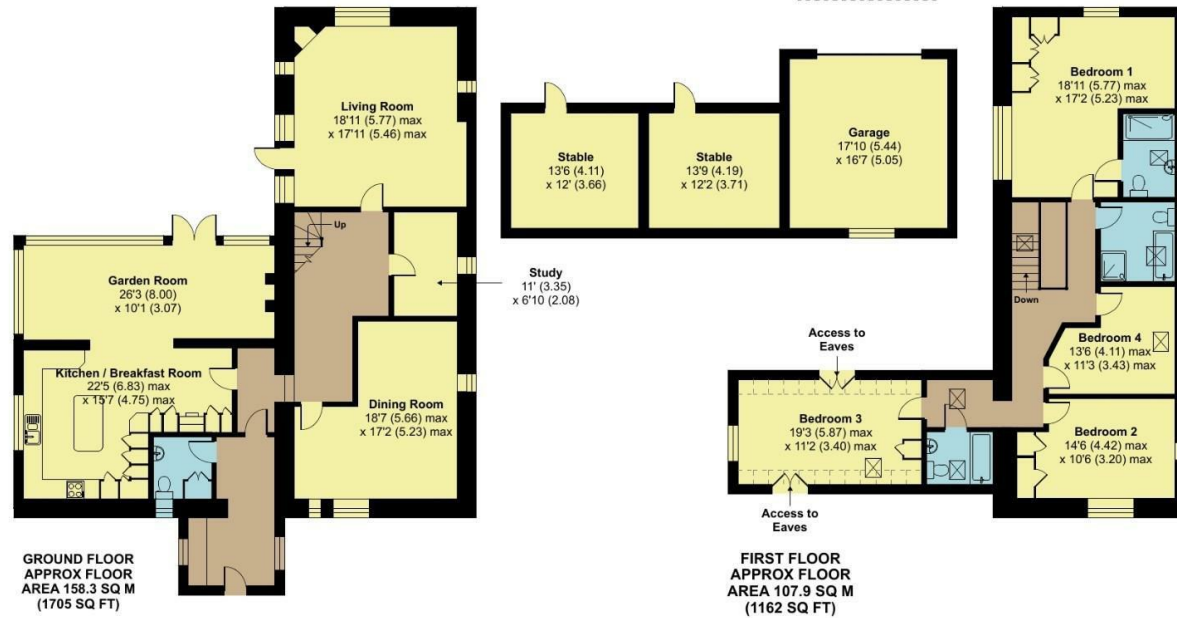 Living Room
18'11 (5.77) max
x 17'11 (5.46) max
Up
Study
11' (3.35)
x 6'10 (2.08)
Garden Room
26'3 (8.00)
x 10'1 (3.07)
Kitchen / Breakfast Room
22'5 (6.83) max
x 15'7 (4.75) max
Dining Room
18'7 (5.66) max
x 17'2 (5.23) max
GROUND FLOOR
APPROX FLOOR
AREA 158.3 SQ M
(1705 SQ FT)
Stable
13'6 (4.11)
x 12' (3.66)
Stable
13'9 (4.19)
x 12'2 (3.71)
Garage
17'10 (5.44)
x 16'7 (5.05)
Bedroom 1
18'11 (5.77) max
x 17'2 (5.23) max
Down
Bedroom 4
13'6 (4.11) max
x 11'3 (3.43) max
Access to
Eaves
Bedroom 3
19'3 (5.87) max
x 11'2 (3.40) max
Bedroom 2
14'6 (4.42) max
x 10'6 (3.20) max
Access to
Eaves
FIRST FLOOR
APPROX FLOOR
AREA 107.9 SQ M
(1162 SQ FT)